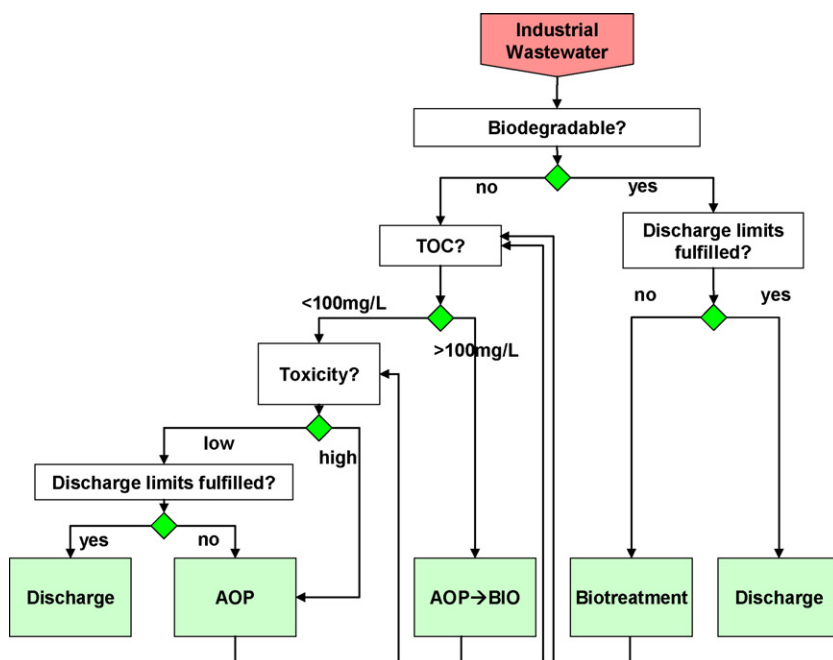 Industrial
Wastewater
Biodegradable?
no
yes
TOC?
Discharge limits
fulfilled?
<100mg/L
no
yes
>100mg/L
Toxicity?
low
high
Discharge limits fulfilled?
yes
no
Discharge
AOP
AOP→BIO
Biotreatment
Discharge